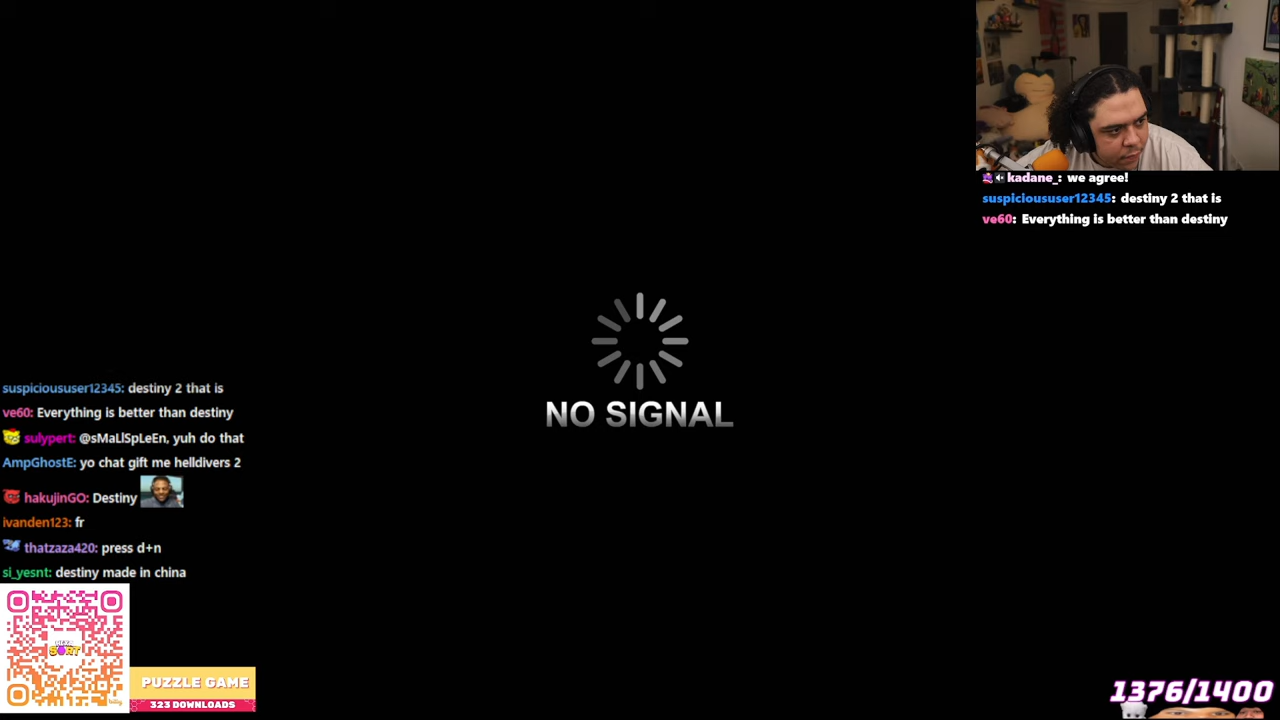 kadane_: we agree!
suspicioususer12345: destiny 2 that is
ve60: Everything is better than destiny
NO SIGNAL
suspicioususer12345: destiny 2 that is
ve60: Everything is better than destiny
sulypert: @sMaLlSpLeEn, yuh do that
AmpGhostE: yo chat gift me helldivers 2
hakujinGO: Destiny
ivanden123: fr
thatzaza420: press d+n
si_yesnt: destiny made in china
SORT
PUZZLE GAME
323 DOWNLOADS
1376/1400